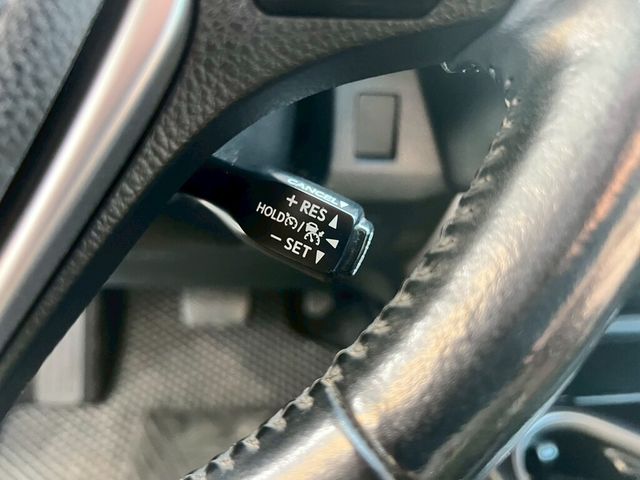 CANCEL▼
+ RES ▲
HOLD /
− SET ▼